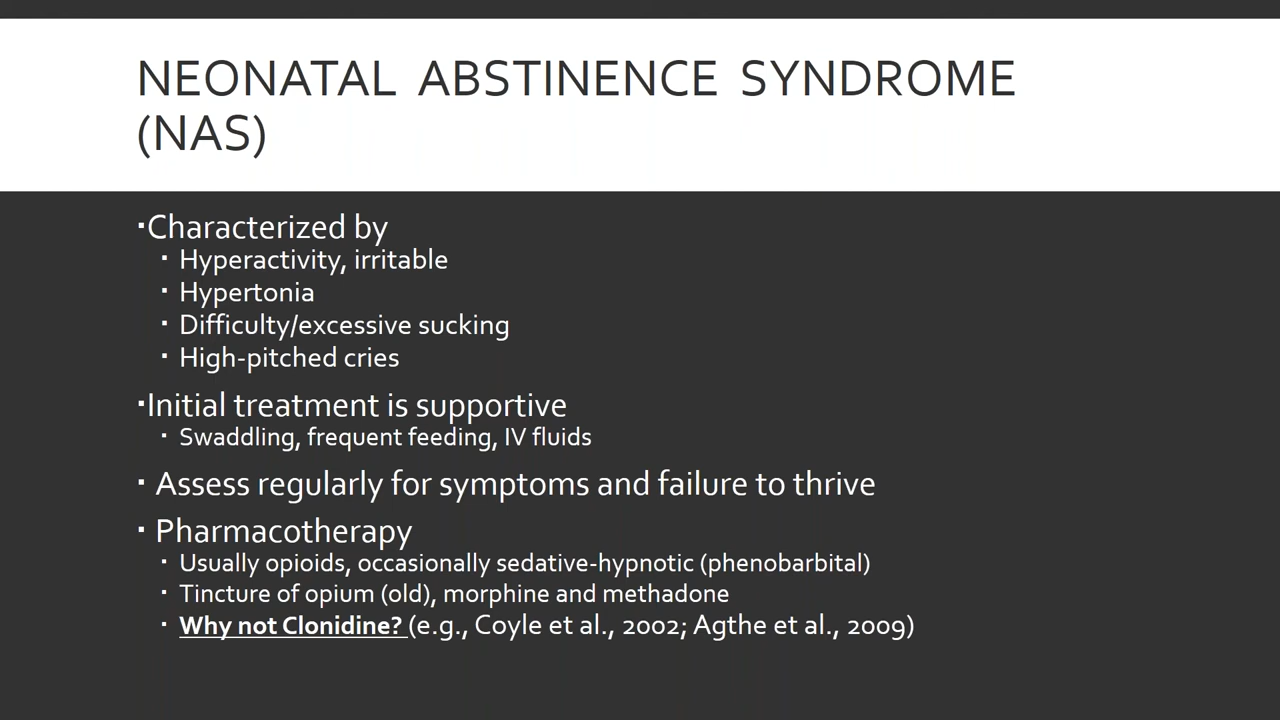 NEONATAL ABSTINENCE SYNDROME
(NAS)
▪Characterized by
▪ Hyperactivity, irritable
▪ Hypertonia
▪ Difficulty/excessive sucking
▪ High-pitched cries
▪Initial treatment is supportive
▪ Swaddling, frequent feeding, IV fluids
▪ Assess regularly for symptoms and failure to thrive
▪ Pharmacotherapy
▪ Usually opioids, occasionally sedative-hypnotic (phenobarbital)
▪ Tincture of opium (old), morphine and methadone
▪ Why not Clonidine? (e.g., Coyle et al., 2002; Agthe et al., 2009)